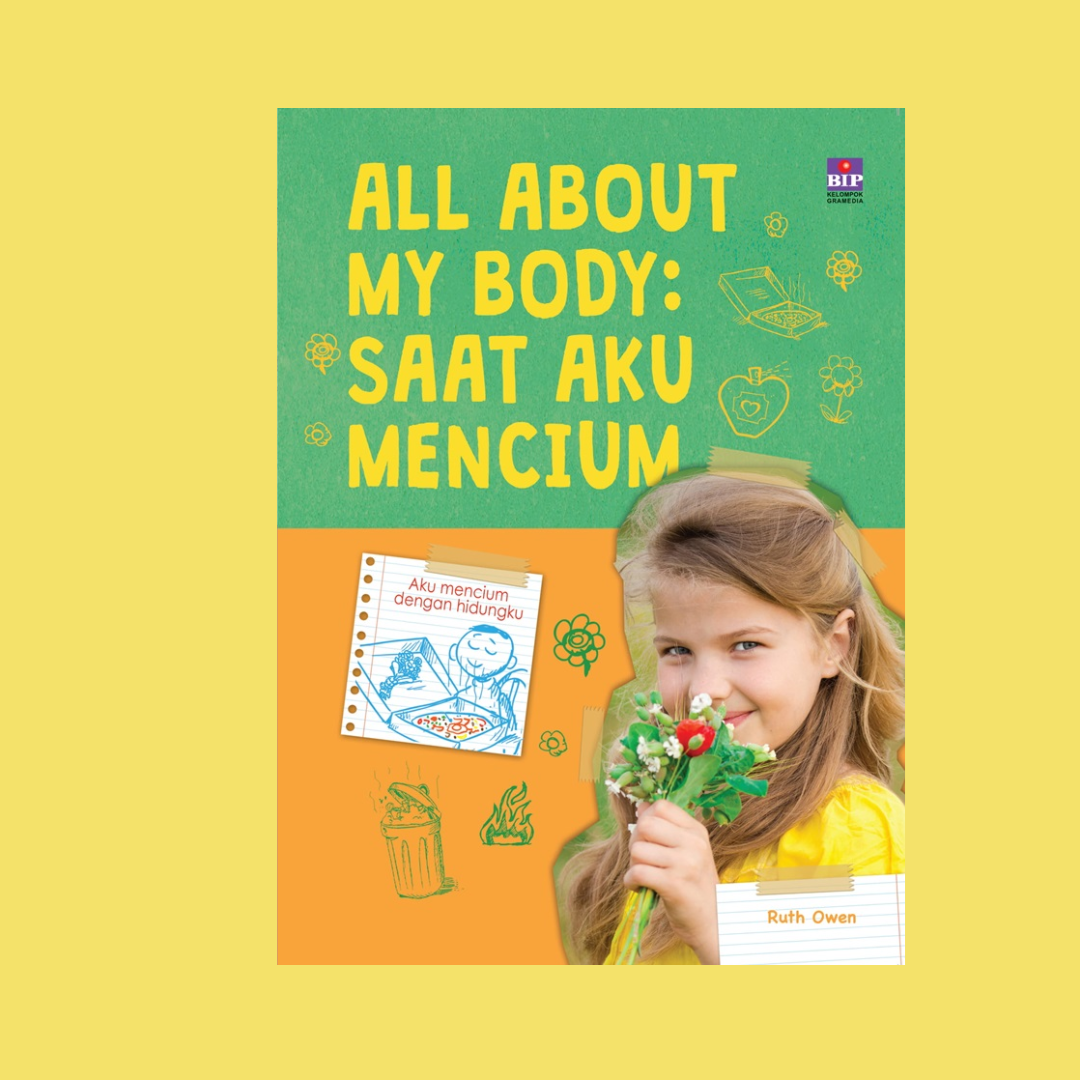 ALL ABOUT
MY BODY:
SAAT AKU
MENCIUM
BIP
KELOMPOK
GRAMEDIA
Aku mencium
dengan hidungku
Ruth Owen